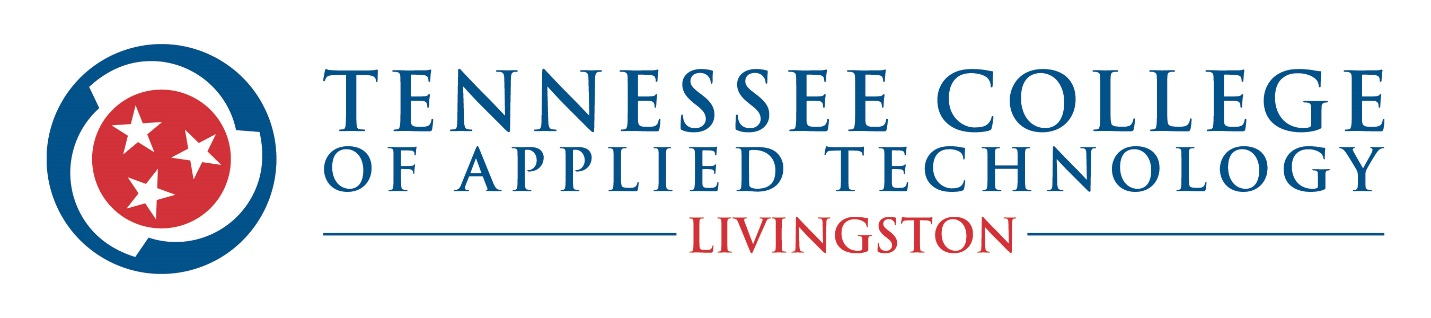 TENNESSEE COLLEGE
OF APPLIED TECHNOLOGY
LIVINGSTON